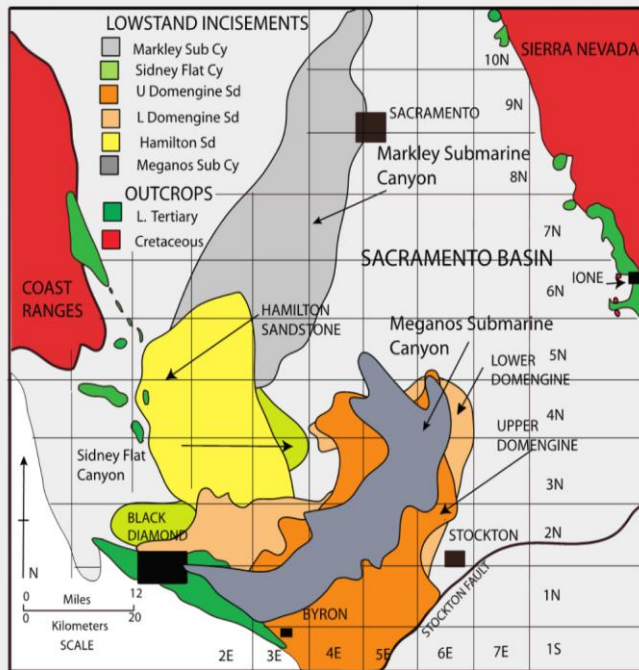 LOWSTAND INCISEMENTS
Markley Sub Cy
Sidney Flat Cy
U Domengine Sd
L Domengine Sd
Hamilton Sd
Meganos Sub Cy
OUTCROPS
L. Tertiary
Cretaceous
SIERRA NEVADA
10N
9N
SACRAMENTO
Markley Submarine
Canyon
8N
7N
SACRAMENTO BASIN
IONE
6N
COAST
RANGES
HAMILTON
SANDSTONE
Meganos Submarine
Canyon
5N
LOWER
DOMENGINE
4N
UPPER
DOMENGINE
Sidney Flat
Canyon
3N
BLACK
DIAMOND
2N
STOCKTON
N
1N
STOCKTON FAULT
BYRON
0 Miles 12
0 20
Kilometers
SCALE
2E 3E 4E 5E 6E 7E 1S